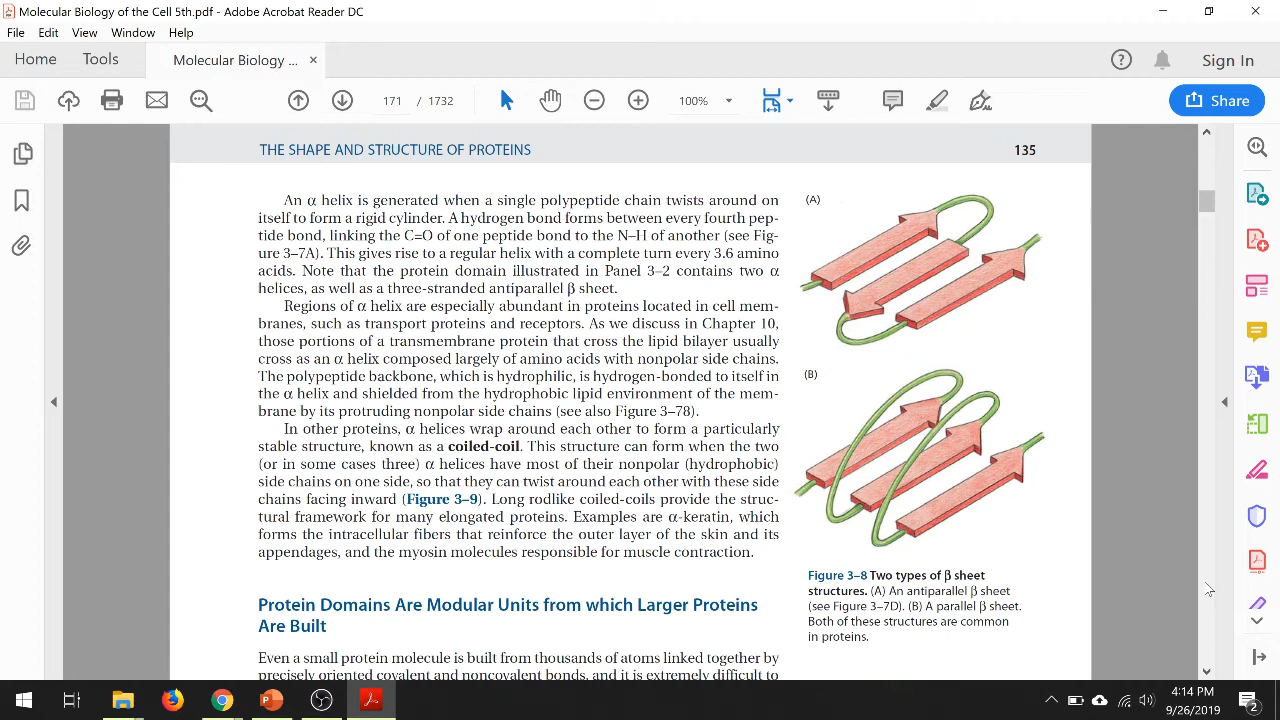 Molecular Biology of the Cell 5th.pdf - Adobe Acrobat Reader DC
File Edit View Window Help
Home Tools Molecular Biology ... ×
? Sign In
171 / 1732 100% Share
THE SHAPE AND STRUCTURE OF PROTEINS 135
An α helix is generated when a single polypeptide chain twists around on
itself to form a rigid cylinder. A hydrogen bond forms between every fourth pep-
tide bond, linking the C=O of one peptide bond to the N–H of another (see Fig-
ure 3–7A). This gives rise to a regular helix with a complete turn every 3.6 amino
acids. Note that the protein domain illustrated in Panel 3–2 contains two α
helices, as well as a three-stranded antiparallel β sheet.
Regions of α helix are especially abundant in proteins located in cell mem-
branes, such as transport proteins and receptors. As we discuss in Chapter 10,
those portions of a transmembrane protein that cross the lipid bilayer usually
cross as an α helix composed largely of amino acids with nonpolar side chains.
The polypeptide backbone, which is hydrophilic, is hydrogen-bonded to itself in
the α helix and shielded from the hydrophobic lipid environment of the mem-
brane by its protruding nonpolar side chains (see also Figure 3–78).
In other proteins, α helices wrap around each other to form a particularly
stable structure, known as a coiled-coil. This structure can form when the two
(or in some cases three) α helices have most of their nonpolar (hydrophobic)
side chains on one side, so that they can twist around each other with these side
chains facing inward (Figure 3–9). Long rodlike coiled-coils provide the struc-
tural framework for many elongated proteins. Examples are α-keratin, which
forms the intracellular fibers that reinforce the outer layer of the skin and its
appendages, and the myosin molecules responsible for muscle contraction.
Protein Domains Are Modular Units from which Larger Proteins
Are Built
Even a small protein molecule is built from thousands of atoms linked together by
precisely oriented covalent and noncovalent bonds, and it is extremely difficult to
(A)
(B)
Figure 3–8 Two types of β sheet
structures. (A) An antiparallel β sheet
(see Figure 3–7D). (B) A parallel β sheet.
Both of these structures are common
in proteins.
4:14 PM
9/26/2019
2